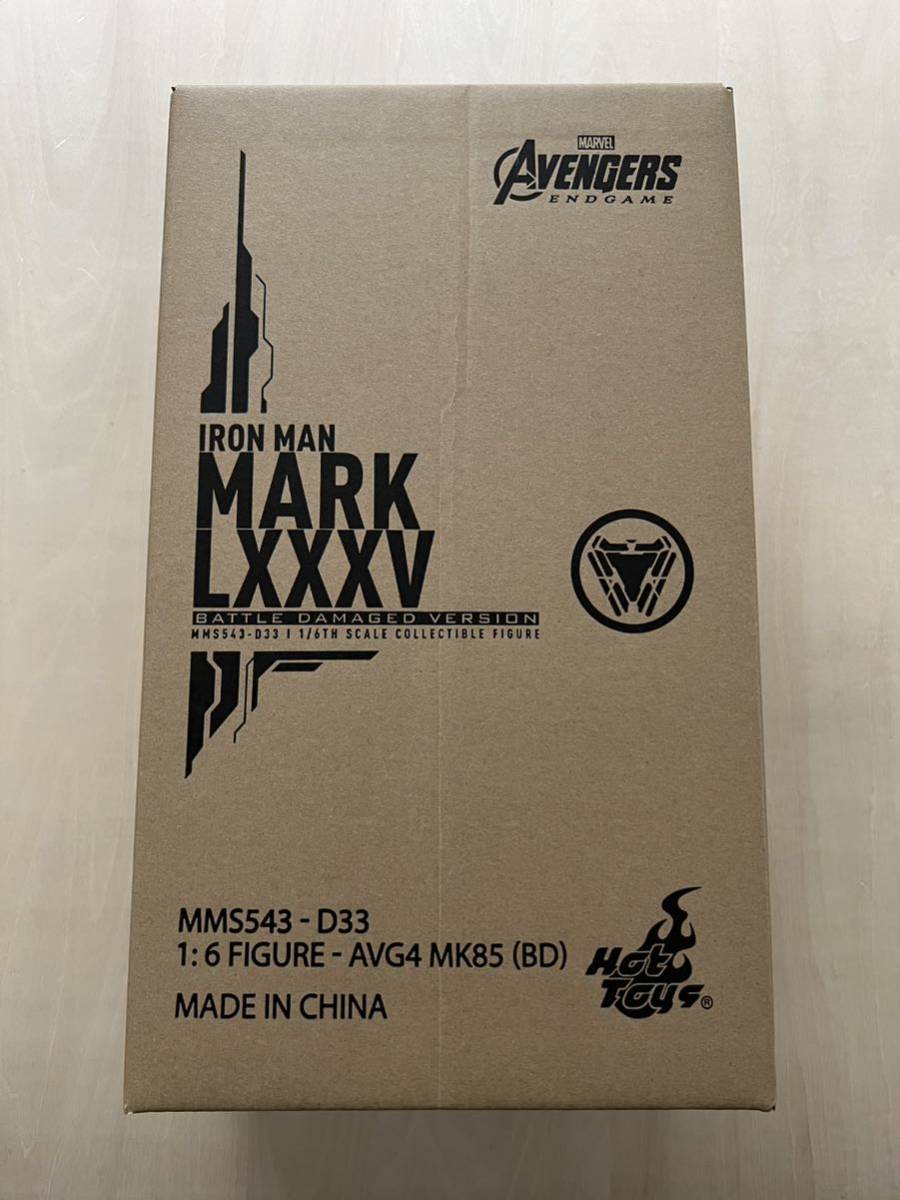 MARVEL
AVENGERS
ENDGAME
IRON MAN
MARK
LXXXV
BATTLE DAMAGED VERSION
MMS543-D33 | 1/6TH SCALE COLLECTIBLE FIGURE
MMS543 - D33
1: 6 FIGURE - AVG4 MK85 (BD)
MADE IN CHINA
Hot
Toys®